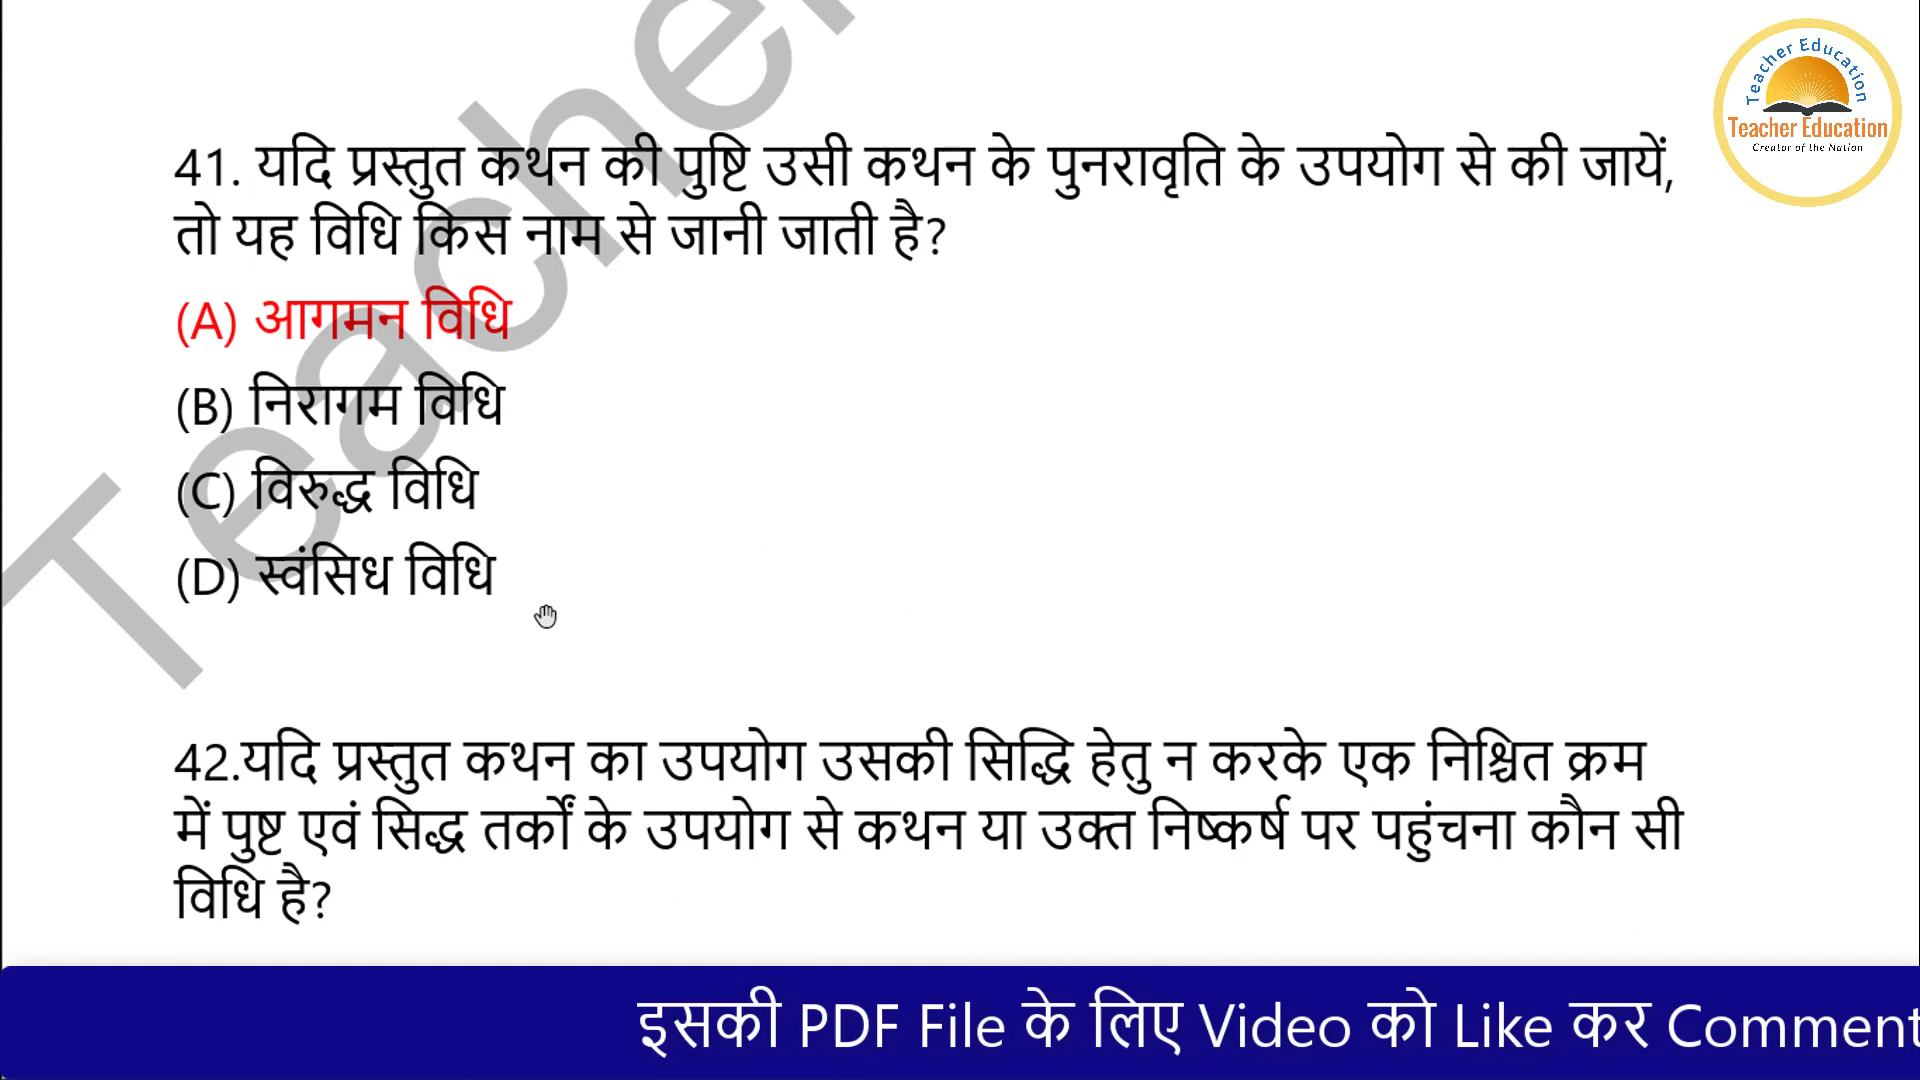 Teacher Education
Teacher Education
Creator of the Nation
Teacher
41. यदि प्रस्तुत कथन की पुष्टि उसी कथन के पुनरावृति के उपयोग से की जायें,
तो यह विधि किस नाम से जानी जाती है?
(A) आगमन विधि
(B) निरागम विधि
(C) विरुद्ध विधि
(D) स्वंसिध विधि
42.यदि प्रस्तुत कथन का उपयोग उसकी सिद्धि हेतु न करके एक निश्चित क्रम
में पुष्ट एवं सिद्ध तर्कों के उपयोग से कथन या उक्त निष्कर्ष पर पहुंचना कौन सी
विधि है?
इसकी PDF File के लिए Video को Like कर Comment